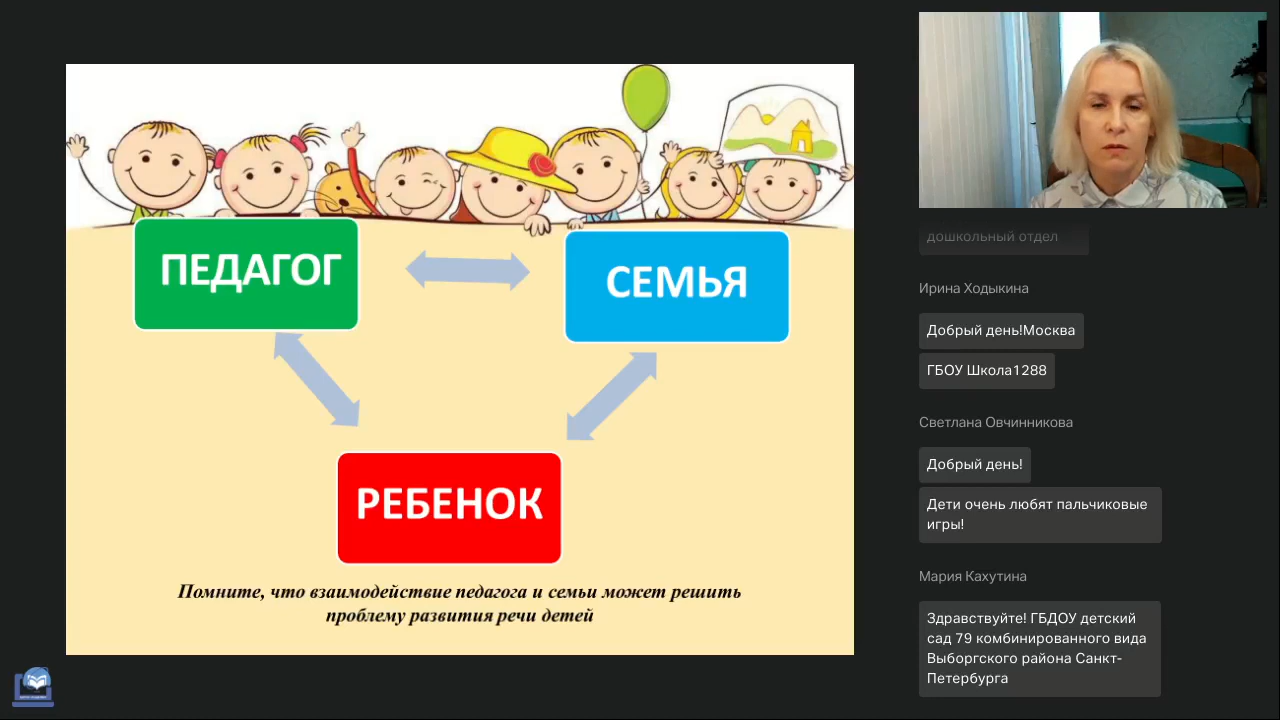 ПЕДАГОГ
СЕМЬЯ
РЕБЕНОК
Помните, что взаимодействие педагога и семьи может решить
проблему развития речи детей
дошкольный отдел
Ирина Ходыкина
Добрый день!Москва
ГБОУ Школа1288
Светлана Овчинникова
Добрый день!
Дети очень любят пальчиковые
игры!
Мария Кахутина
Здравствуйте! ГБДОУ детский
сад 79 комбинированного вида
Выборгского района Санкт-
Петербурга